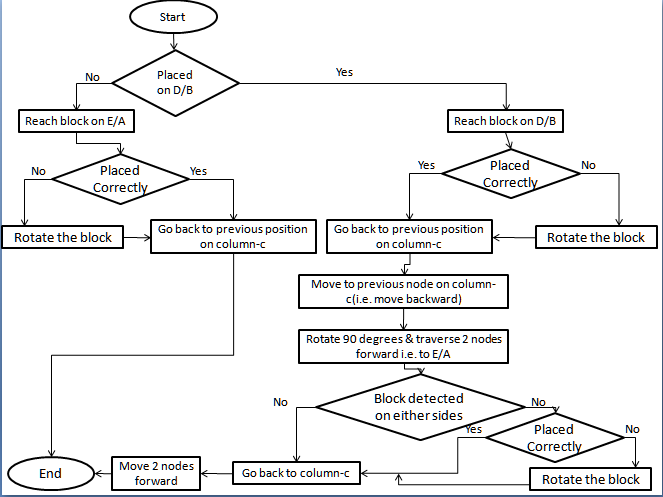 Start
Placed
on D/B
No
Yes
Reach block on E/A
Reach block on D/B
Placed
Correctly
No
Yes
Placed
Correctly
Yes
No
Rotate the block
Go back to previous position
on column-c
Go back to previous position
on column-c
Rotate the block
Move to previous node on column-
c(i.e. move backward)
Rotate 90 degrees & traverse 2 nodes
forward i.e. to E/A
Block detected
on either sides
No
No
Placed
Correctly
Yes
No
End
Move 2 nodes
forward
Go back to column-c
Rotate the block